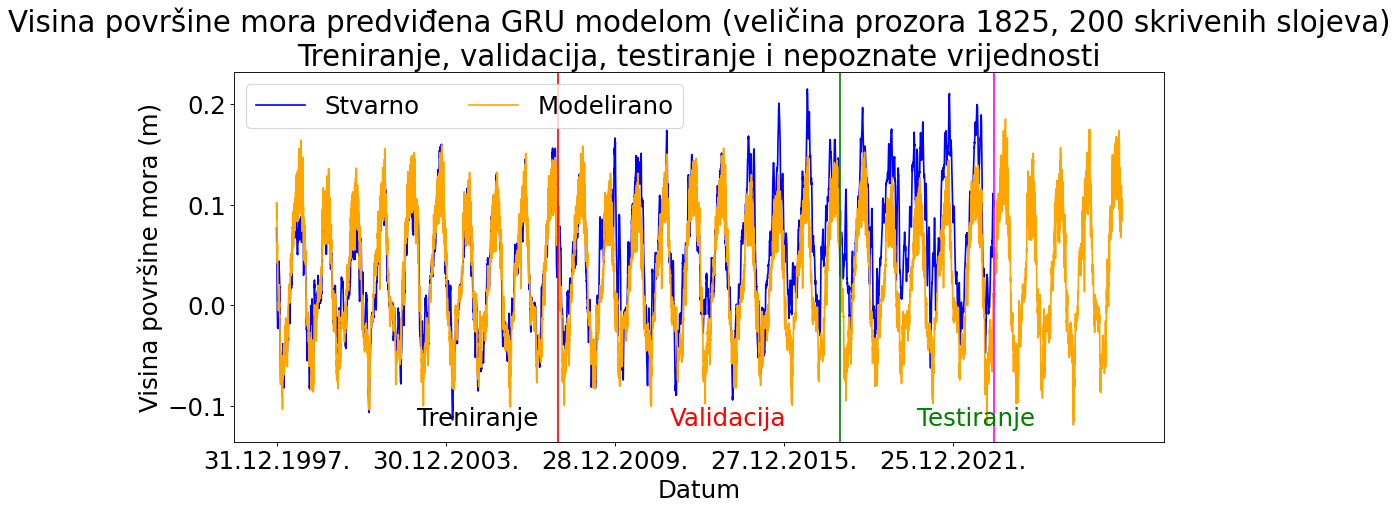 Visina površine mora predviđena GRU modelom (veličina prozora 1825, 200 skrivenih slojeva)
Treniranje, validacija, testiranje i nepoznate vrijednosti
Stvarno Modelirano
Visina površine mora (m)
0.2
0.1
0.0
−0.1
Treniranje Validacija Testiranje
31.12.1997. 30.12.2003. 28.12.2009. 27.12.2015. 25.12.2021.
Datum